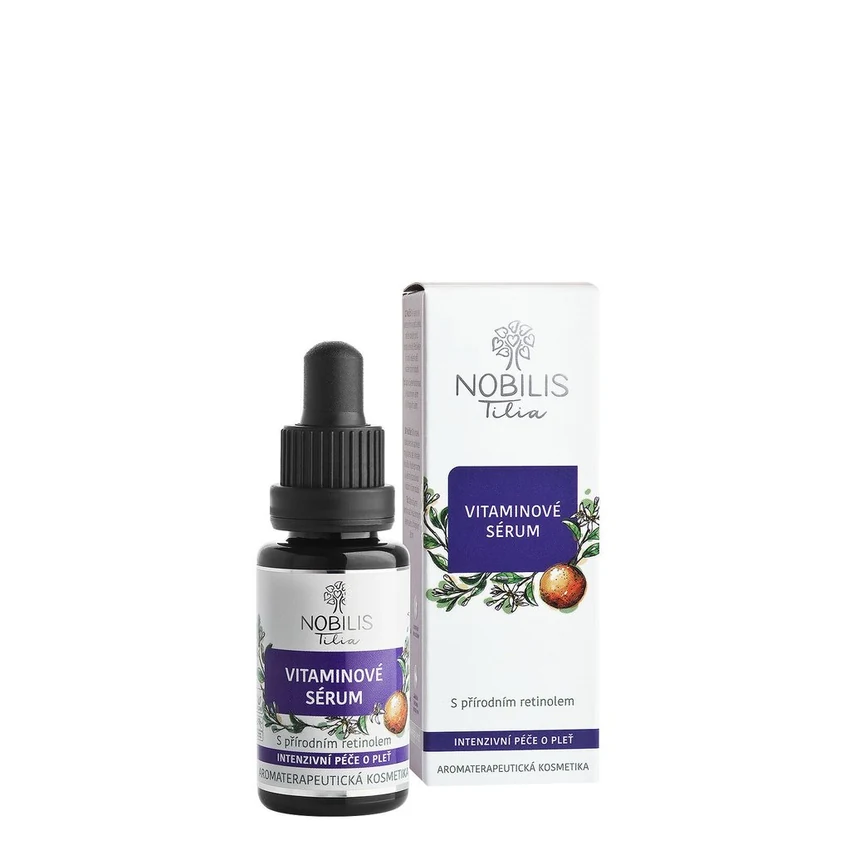 NOBILIS
Tilia
VITAMINOVÉ
SÉRUM
S přírodním retinolem
INTENZIVNÍ PÉČE O PLEŤ
AROMATERAPEUTICKÁ KOSMETIKA
NOBILIS
Tilia
VITAMINOVÉ
SÉRUM
S přírodním retinolem
INTENZIVNÍ PÉČE O PLEŤ
AROMATERAPEUTICKÁ KOSMETIKA